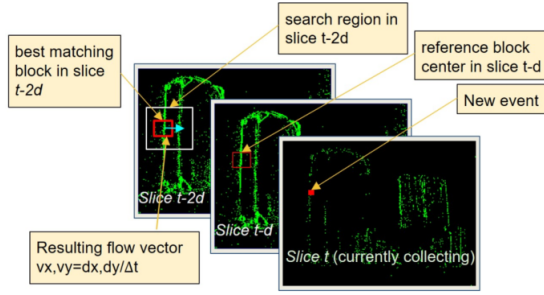 search region in
slice t-2d
best matching
block in slice
t-2d
reference block
center in slice t-d
New event
Slice t-2d
Slice t-d
Slice t (currently collecting)
Resulting flow vector
vx,vy=dx,dy/Δt